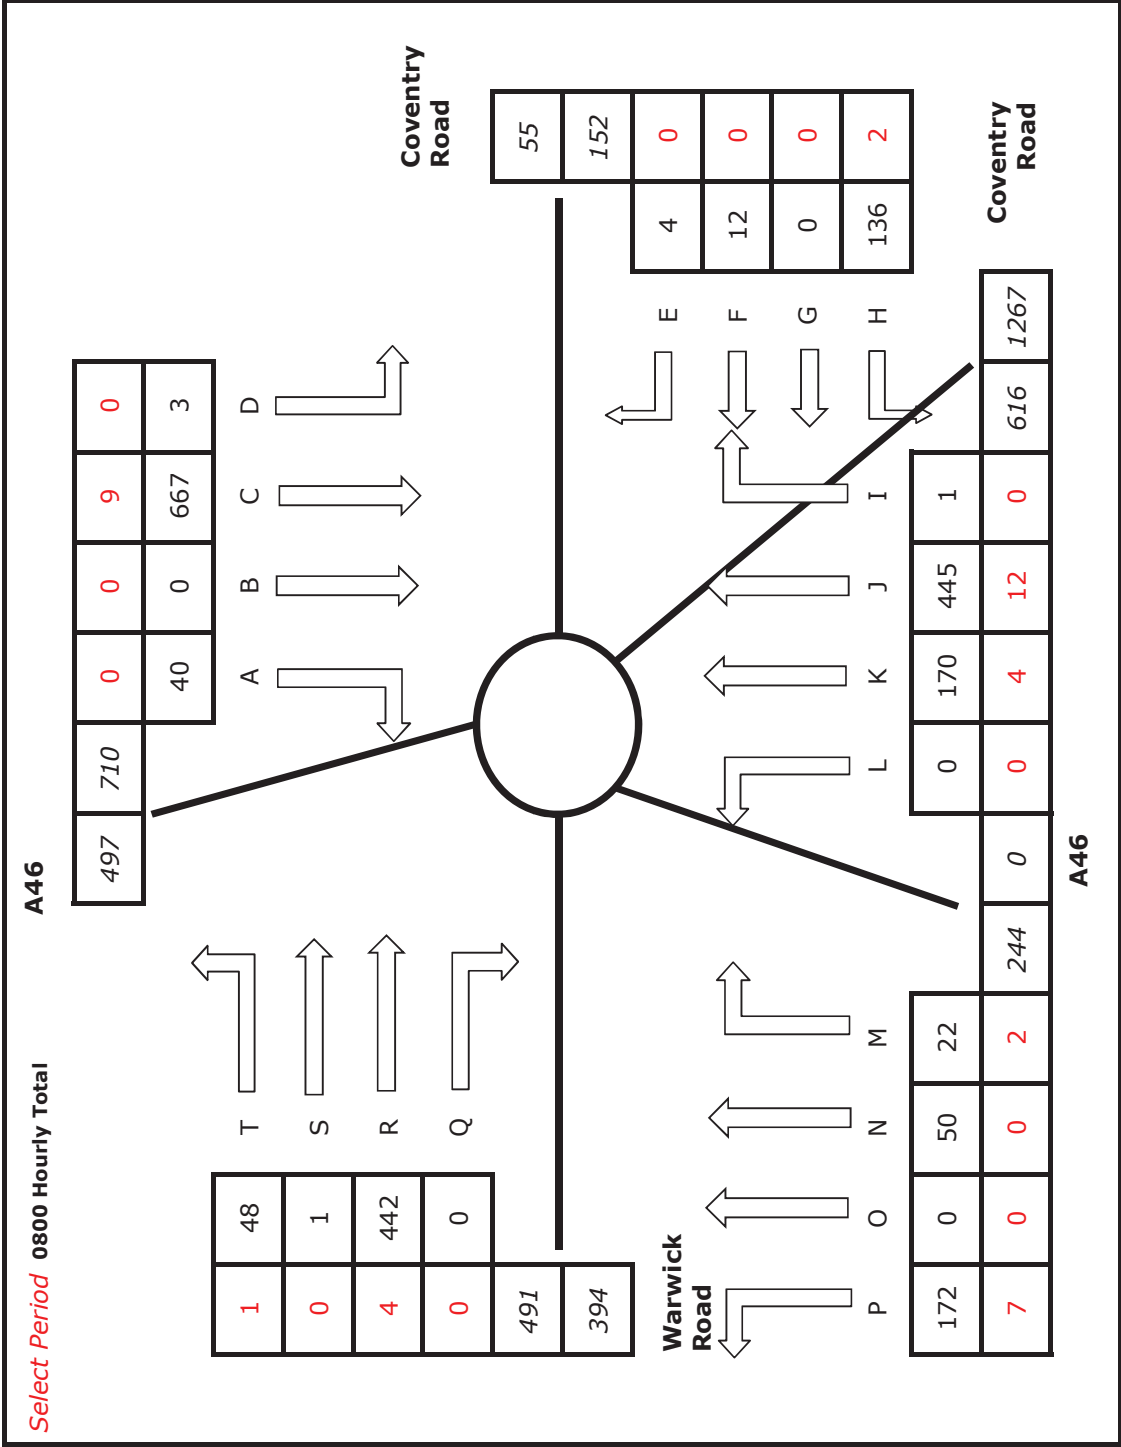 Select Period 0800 Hourly Total
A46
497 710 0 0 9 0
40 0 667 3
1 48 T A B C D
0 1 S
4 442 R
Coventry
Road
0 0 Q
491 55
394 152
Warwick
Road
E 4 0
F 12 0
G 0 0
P O N M L K J I H 136 2
172 0 50 22 0 170 445 1
Coventry
Road
7 0 0 2 244 0 0 4 12 0 616 1267
A46